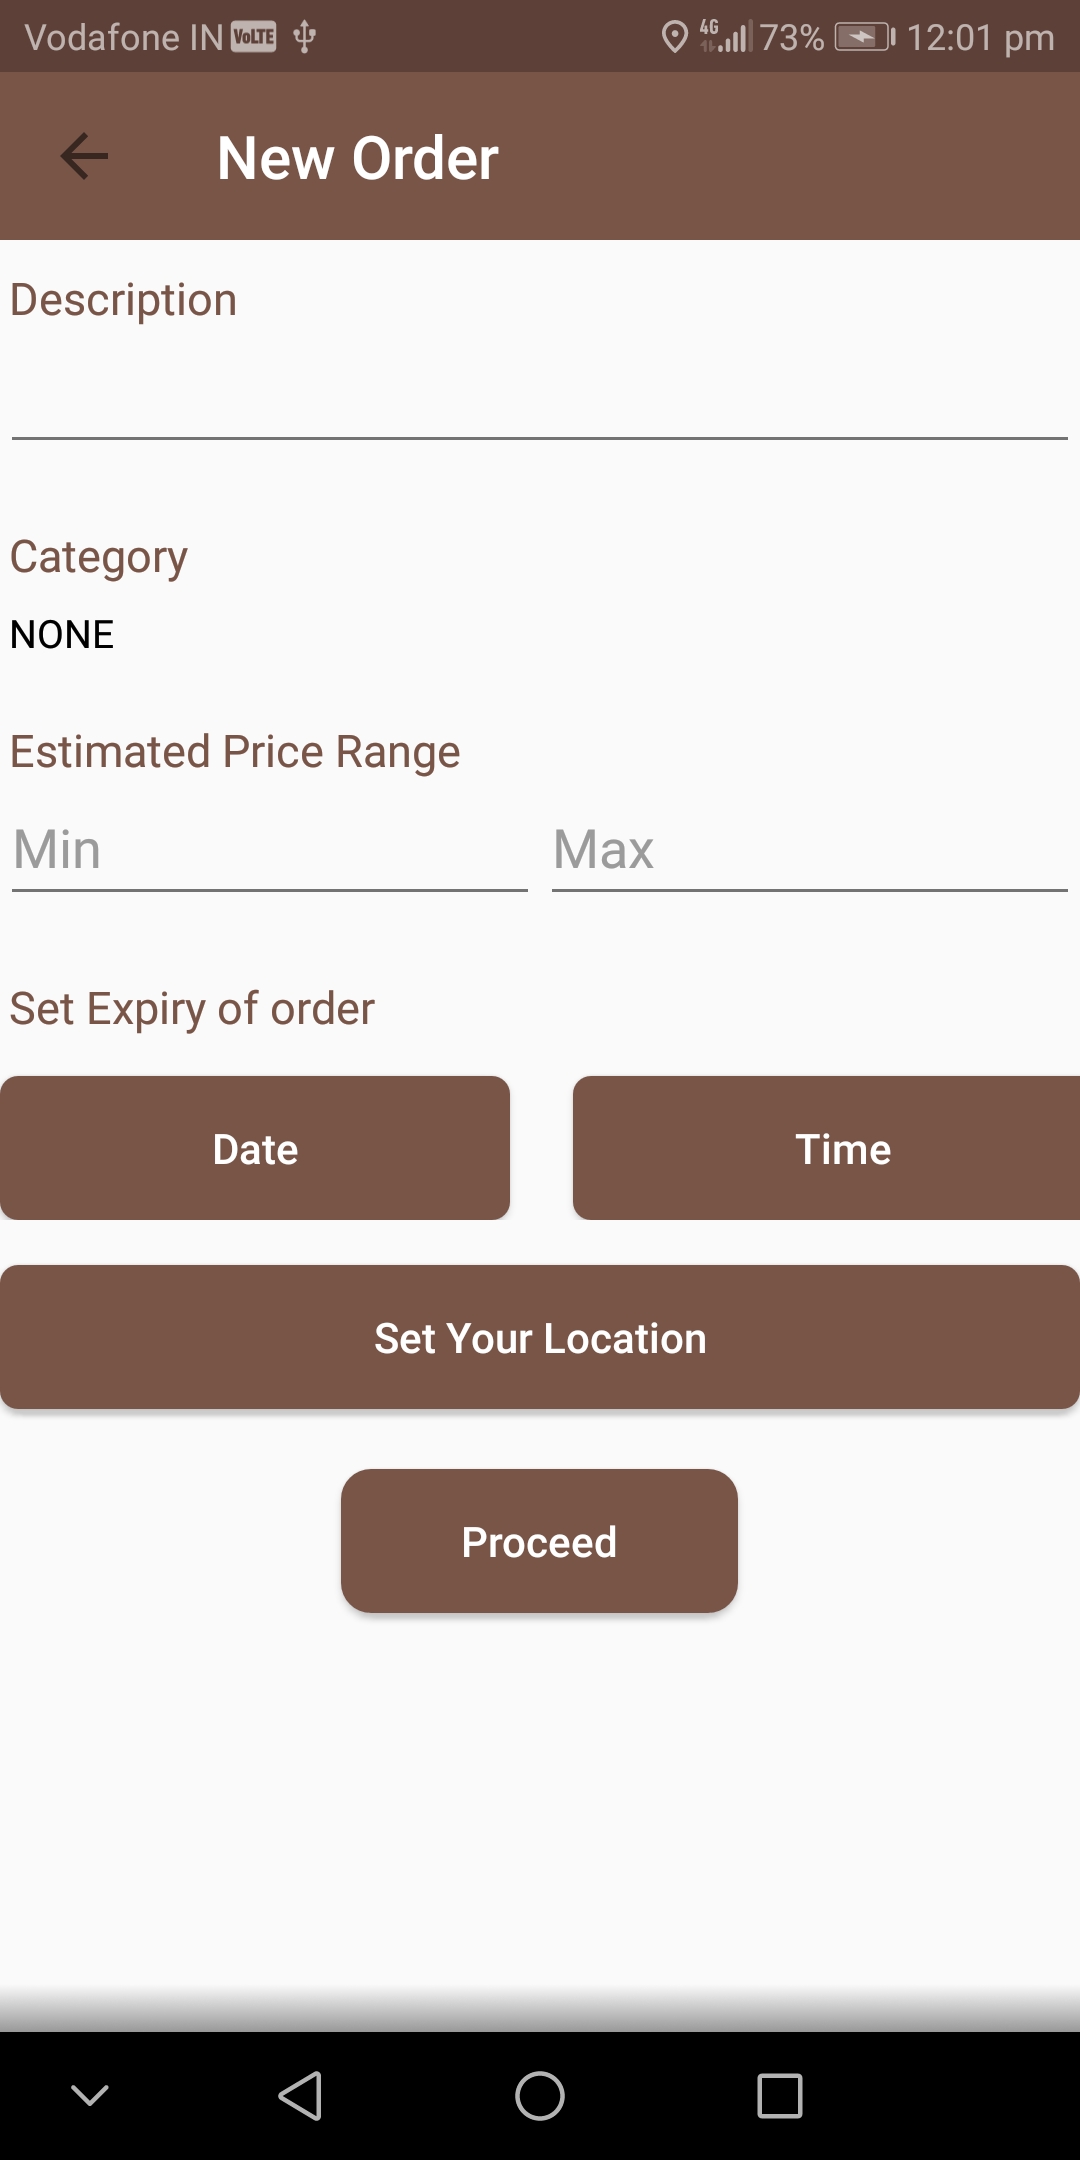 Vodafone IN VoLTE 4G 73% 12:01 pm
New Order
Description
Category
NONE
Estimated Price Range
Min Max
Set Expiry of order
Date Time
Set Your Location
Proceed